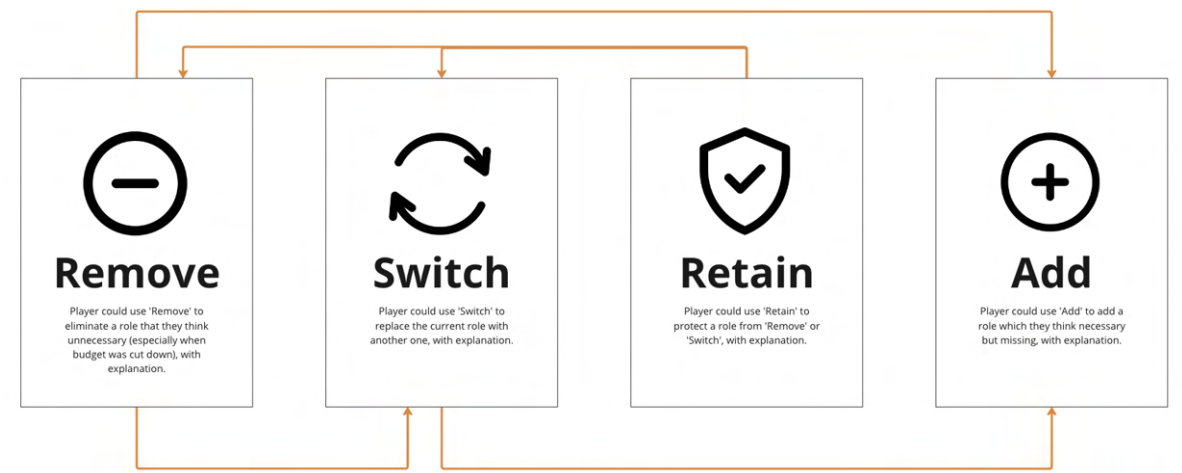 Remove
Player could use 'Remove' to
eliminate a role that they think
unnecessary (especially when
budget was cut down), with
explanation.
Switch
Player could use 'Switch' to
replace the current role with
another one, with explanation.
Retain
Player could use 'Retain' to
protect a role from 'Remove' or
'Switch', with explanation.
Add
Player could use 'Add' to add a
role which they think necessary
but missing, with explanation.